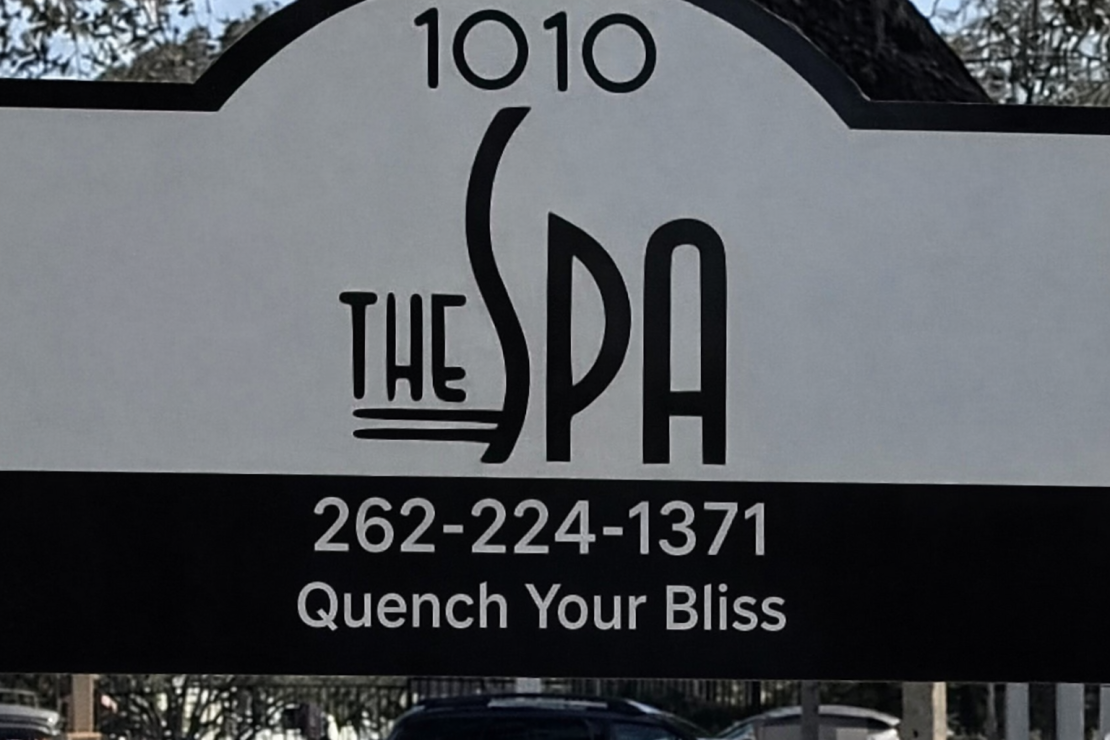 1010
THE SPA
262-224-1371
Quench Your Bliss